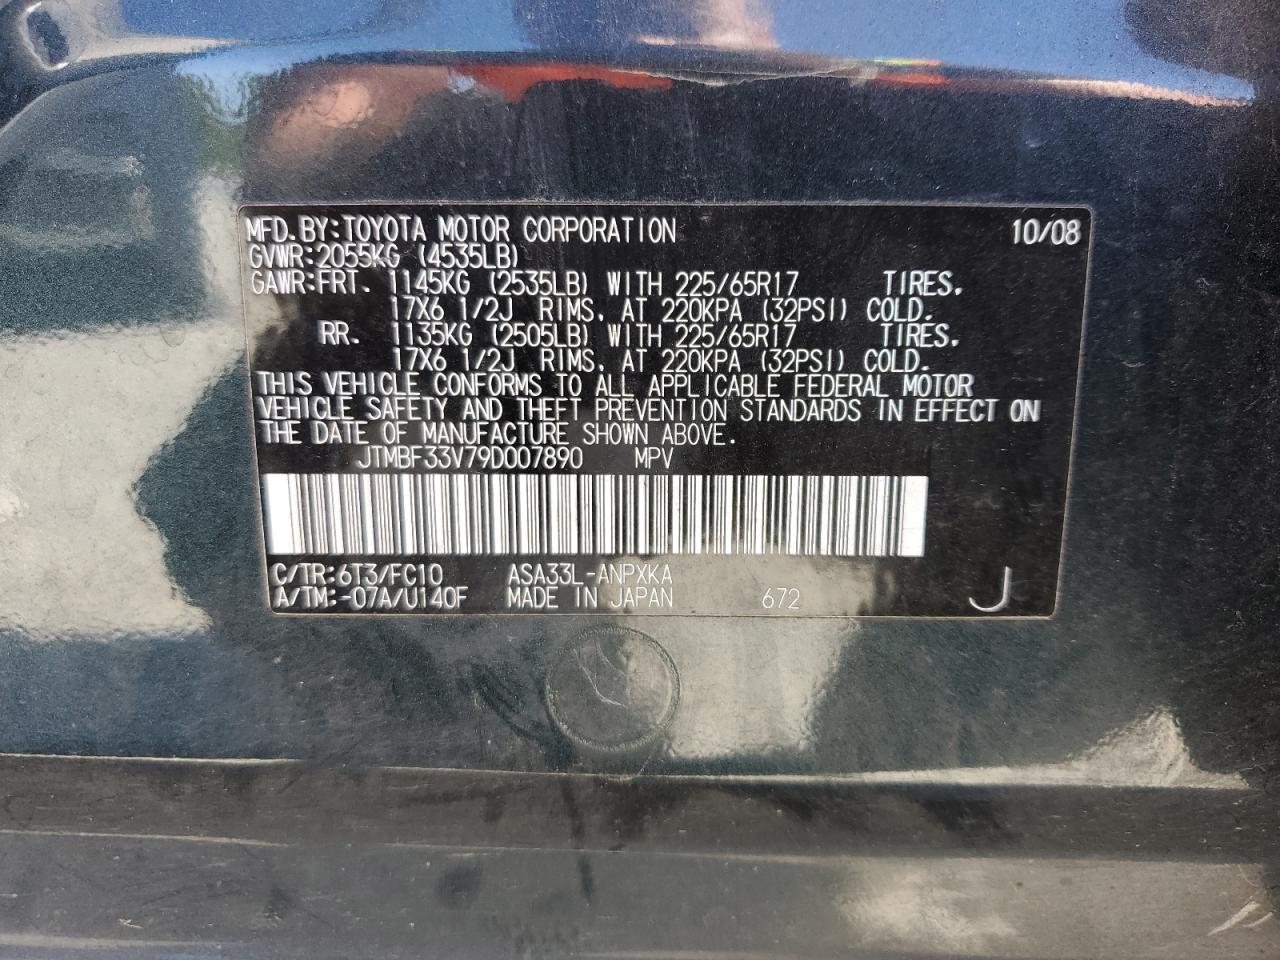 MFD.BY:TOYOTA MOTOR CORPORATION 10/08
GVWR:2055KG (4535LB)
GAWR:FRT. 1145KG (2535LB) WITH 225/65R17 TIRES.
17X6 1/2J RIMS. AT 220KPA (32PSI) COLD.
RR. 1135KG (2505LB) WITH 225/65R17 TIRES.
17X6 1/2J RIMS. AT 220KPA (32PSI) COLD.
THIS VEHICLE CONFORMS TO ALL APPLICABLE FEDERAL MOTOR
VEHICLE SAFETY AND THEFT PREVENTION STANDARDS IN EFFECT ON
THE DATE OF MANUFACTURE SHOWN ABOVE.
JTMBF33V79D007890 MPV
C/TR:6T3/FC10 ASA33L-ANPXKA
A/TM:-07A/U140F MADE IN JAPAN 672 J